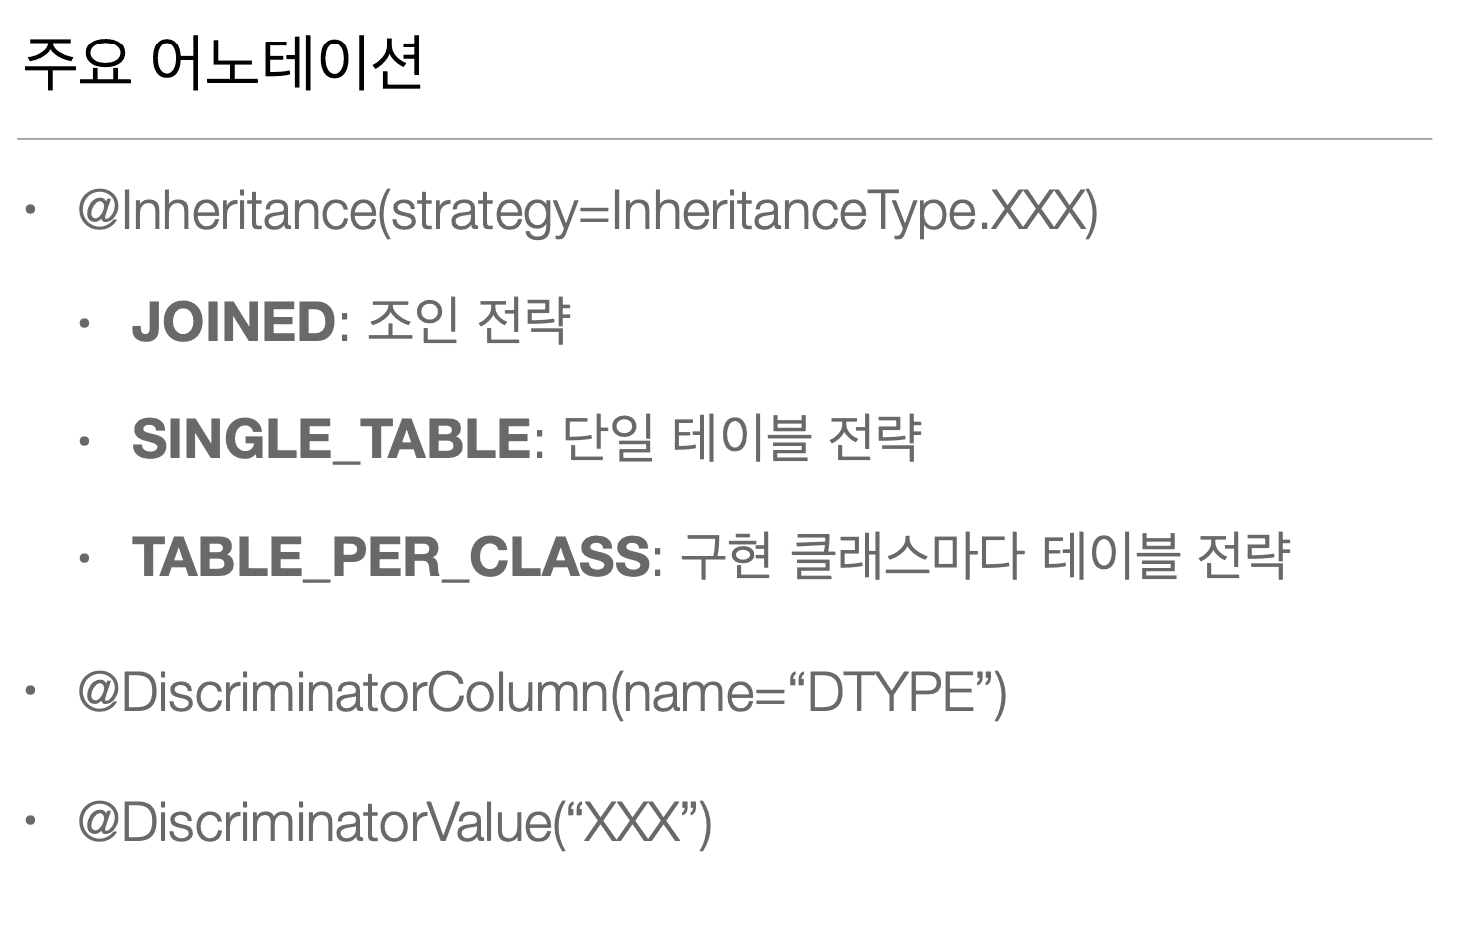 주요 어노테이션
• @Inheritance(strategy=InheritanceType.XXX)
• JOINED: 조인 전략
• SINGLE_TABLE: 단일 테이블 전략
• TABLE_PER_CLASS: 구현 클래스마다 테이블 전략
• @DiscriminatorColumn(name=“DTYPE”)
• @DiscriminatorValue(“XXX”)